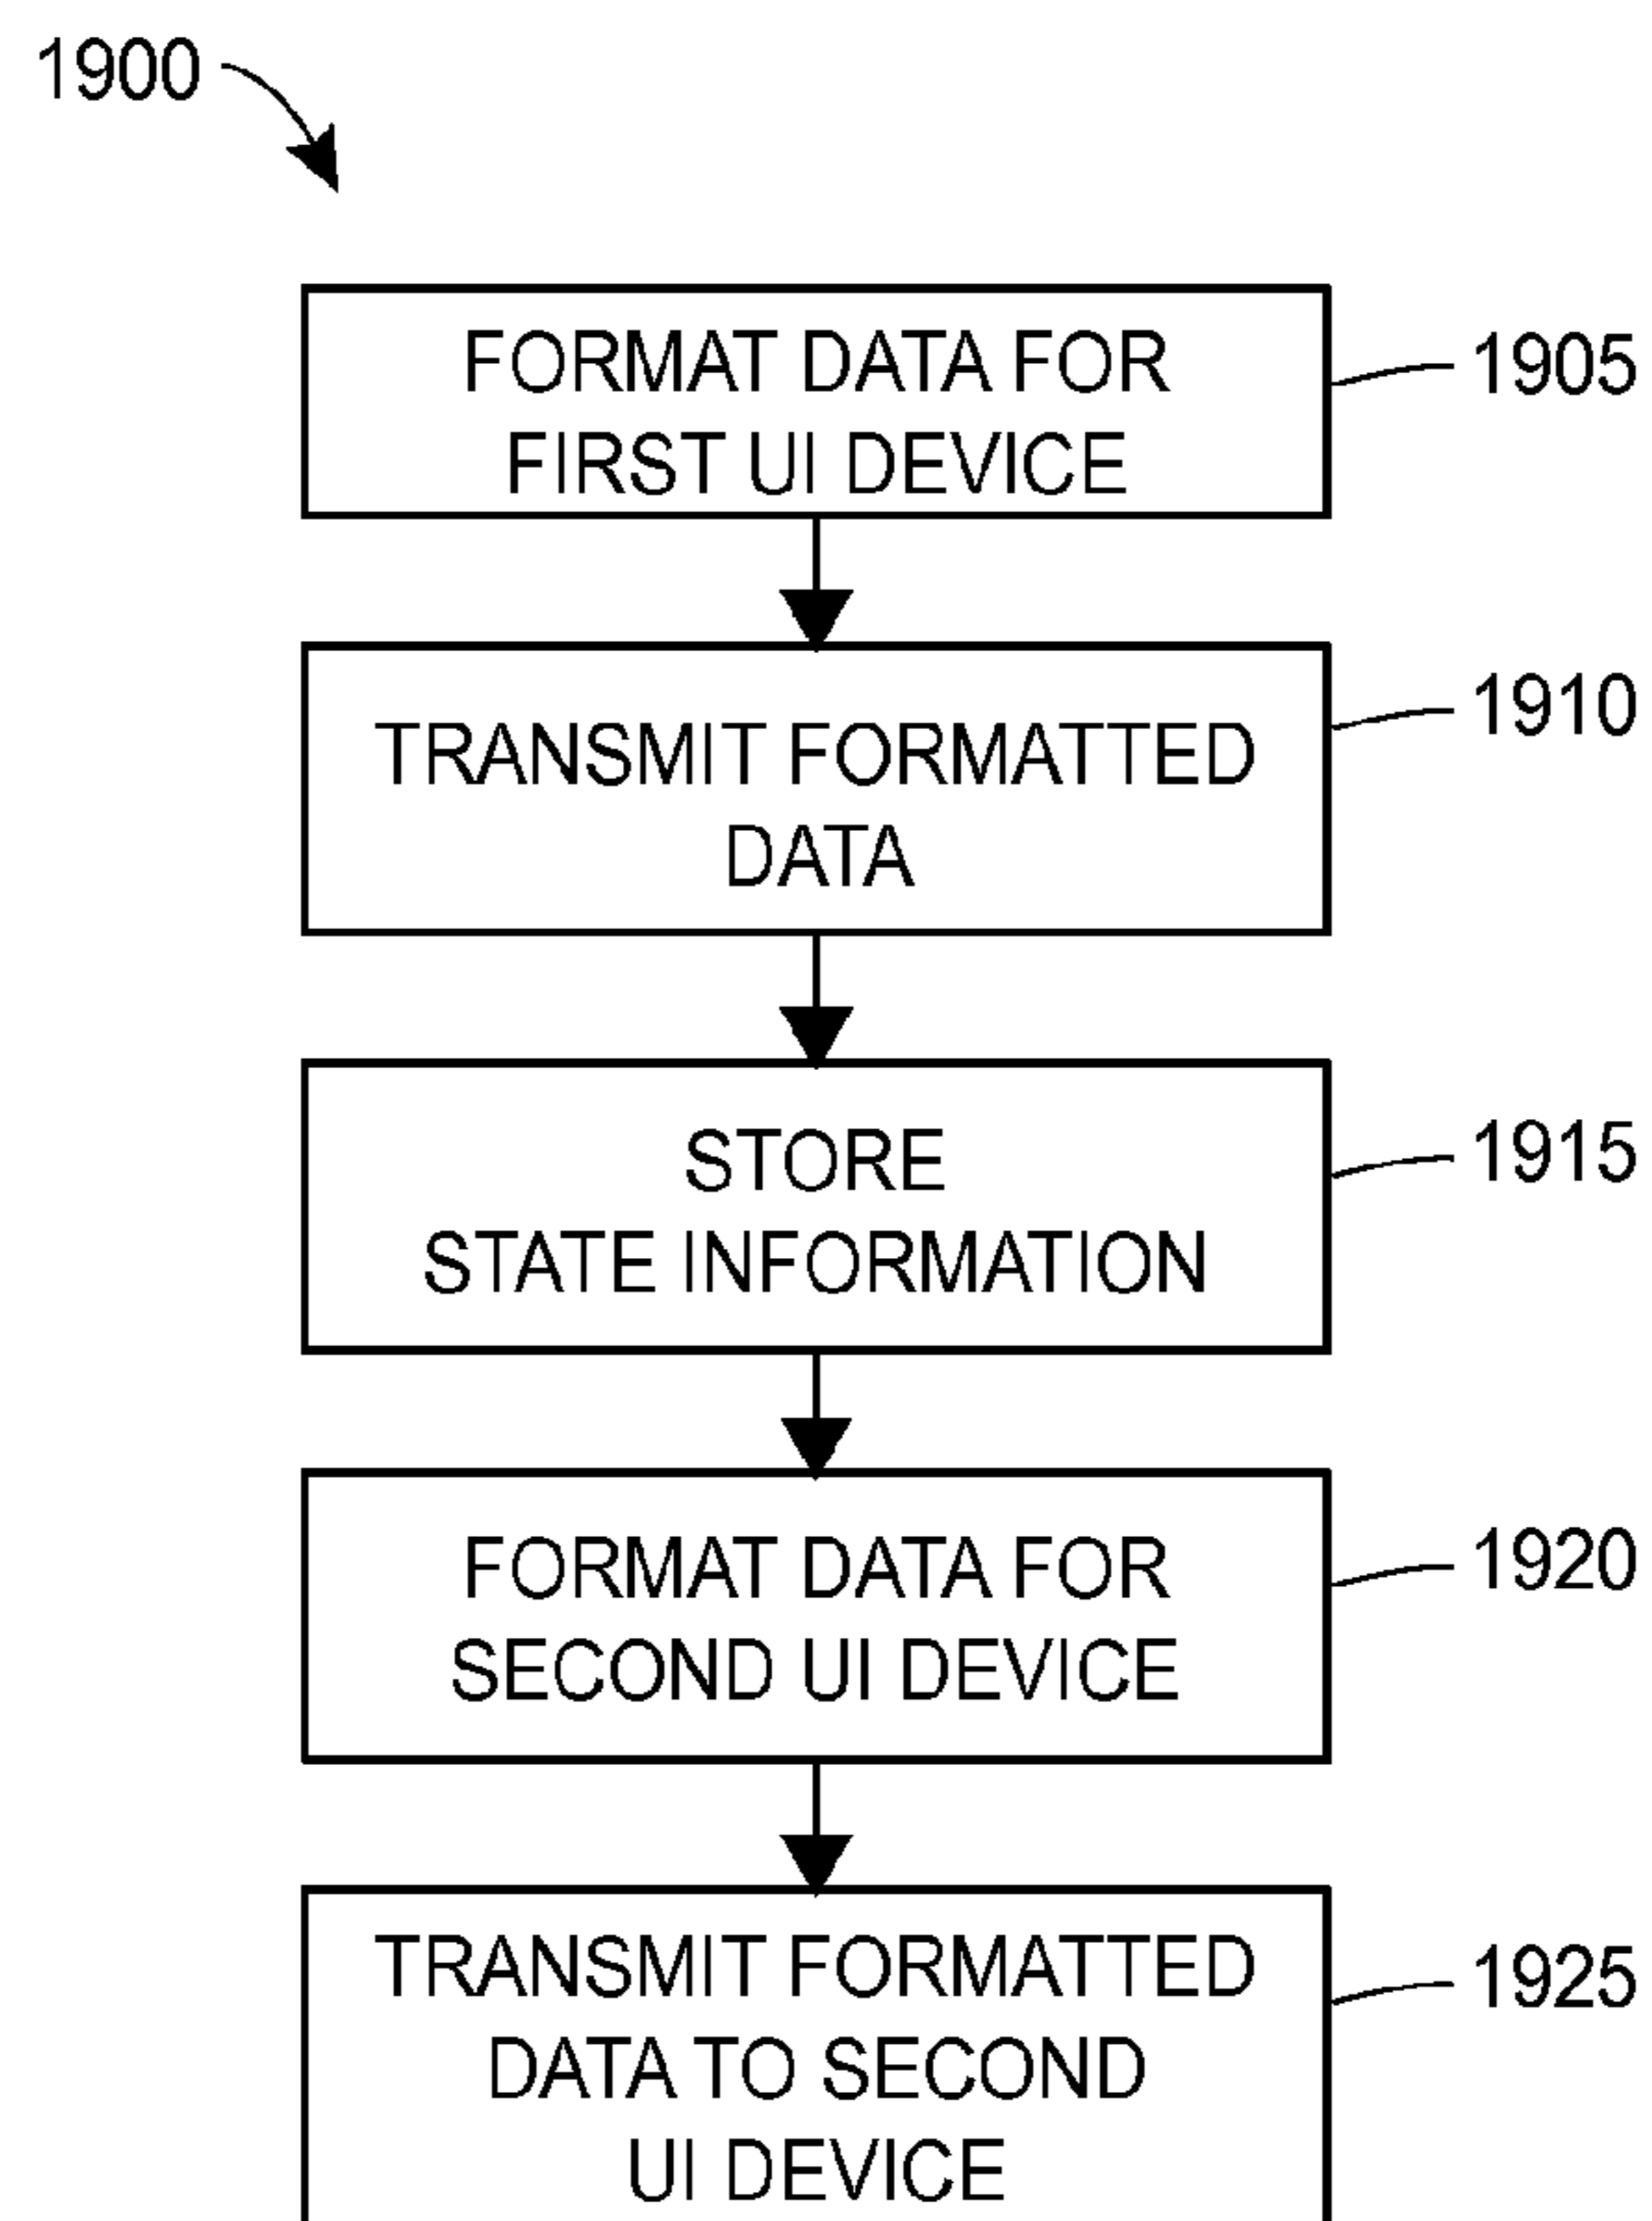 1900
FORMAT DATA FOR
FIRST UI DEVICE
1905
TRANSMIT FORMATTED
DATA
1910
STORE
STATE INFORMATION
1915
FORMAT DATA FOR
SECOND UI DEVICE
1920
TRANSMIT FORMATTED
DATA TO SECOND
UI DEVICE
1925